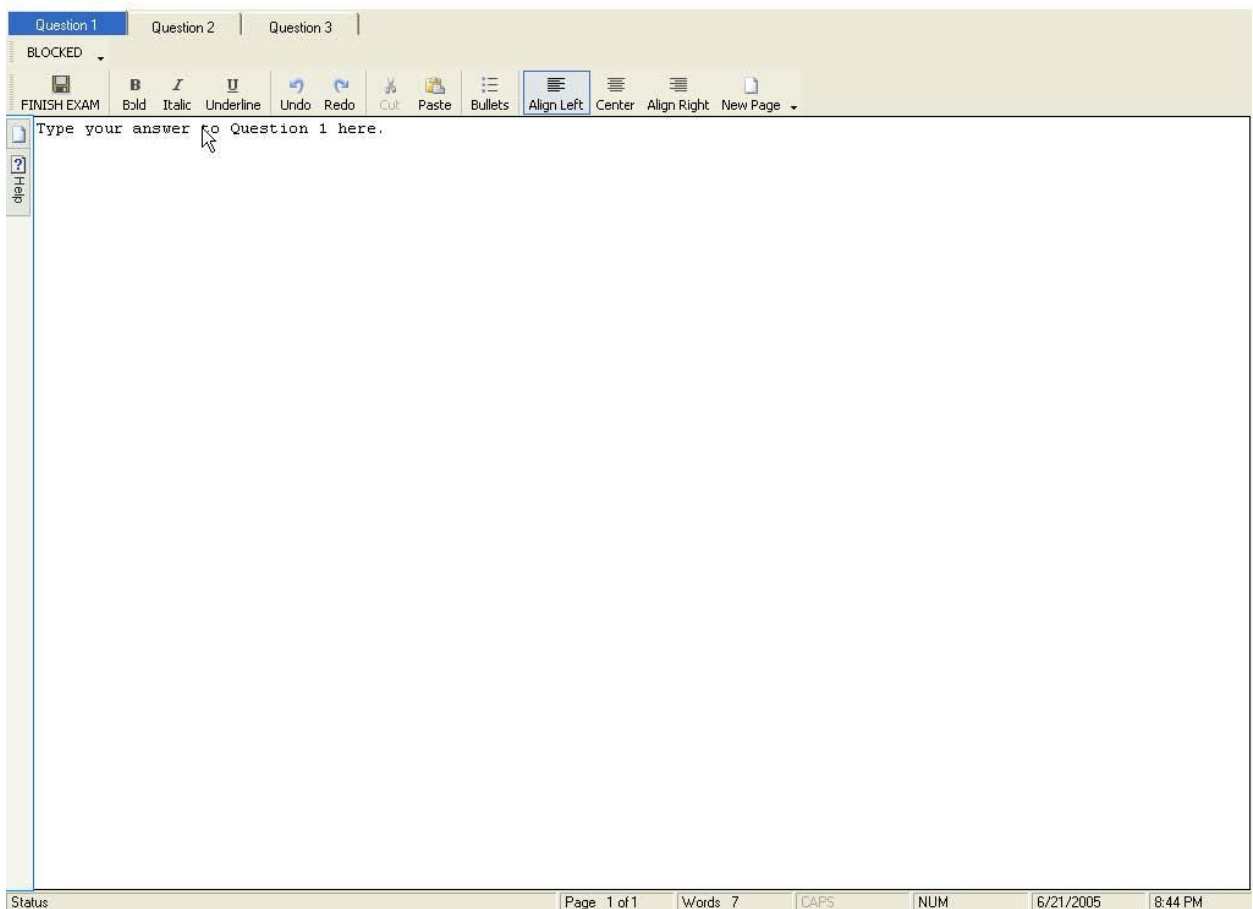 Question 1 Question 2 Question 3
BLOCKED
FINISH EXAM Bold Italic Underline Undo Redo Cut Paste Bullets Align Left Center Align Right New Page
Type your answer to Question 1 here.
Help
Status Page 1 of 1 Words 7 CAPS NUM 6/21/2005 8:44 PM